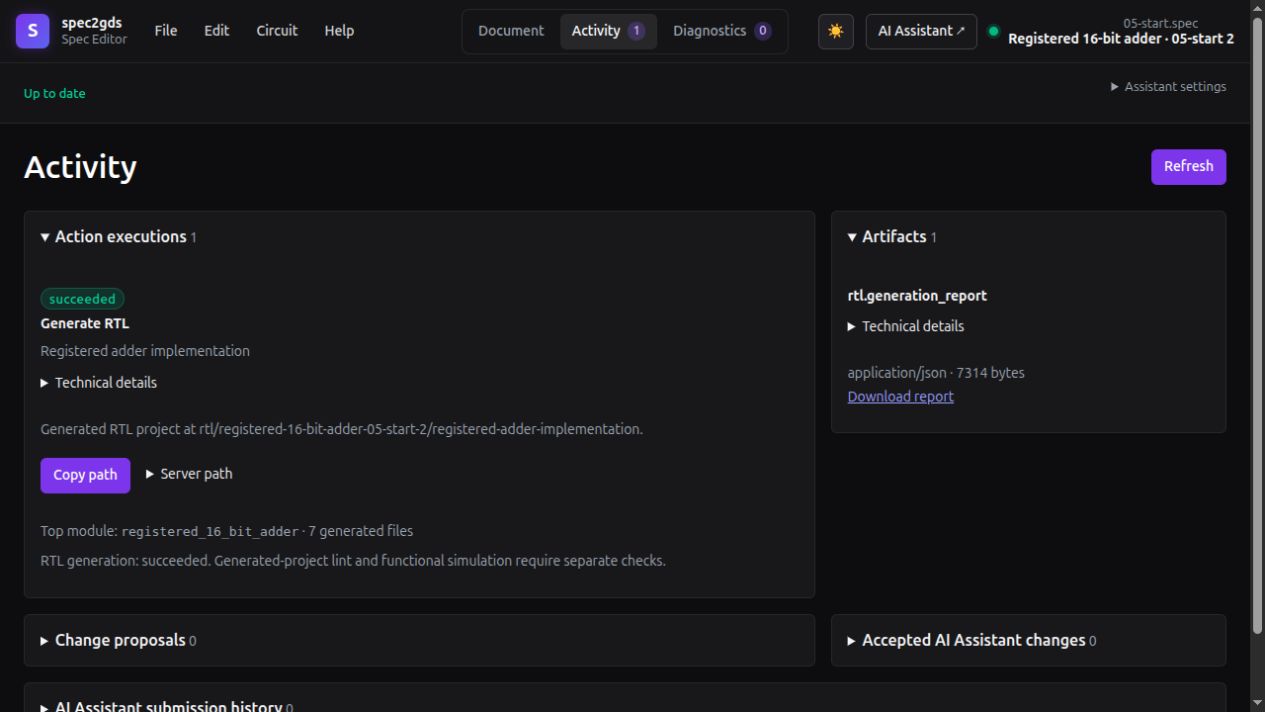 S
spec2gds
Spec Editor
File
Edit
Circuit
Help
Document
Activity 1
Diagnostics 0
AI Assistant ↗
05-start.spec
Registered 16-bit adder · 05-start 2
Up to date
▶ Assistant settings
Activity
Refresh
▼ Action executions 1
succeeded
Generate RTL
Registered adder implementation
▶ Technical details
Generated RTL project at rtl/registered-16-bit-adder-05-start-2/registered-adder-implementation.
Copy path
▶ Server path
Top module: registered_16_bit_adder · 7 generated files
RTL generation: succeeded. Generated-project lint and functional simulation require separate checks.
▼ Artifacts 1
rtl.generation_report
▶ Technical details
application/json · 7314 bytes
Download report
▶ Change proposals 0
▶ Accepted AI Assistant changes 0
▶ AI Assistant submission history 0